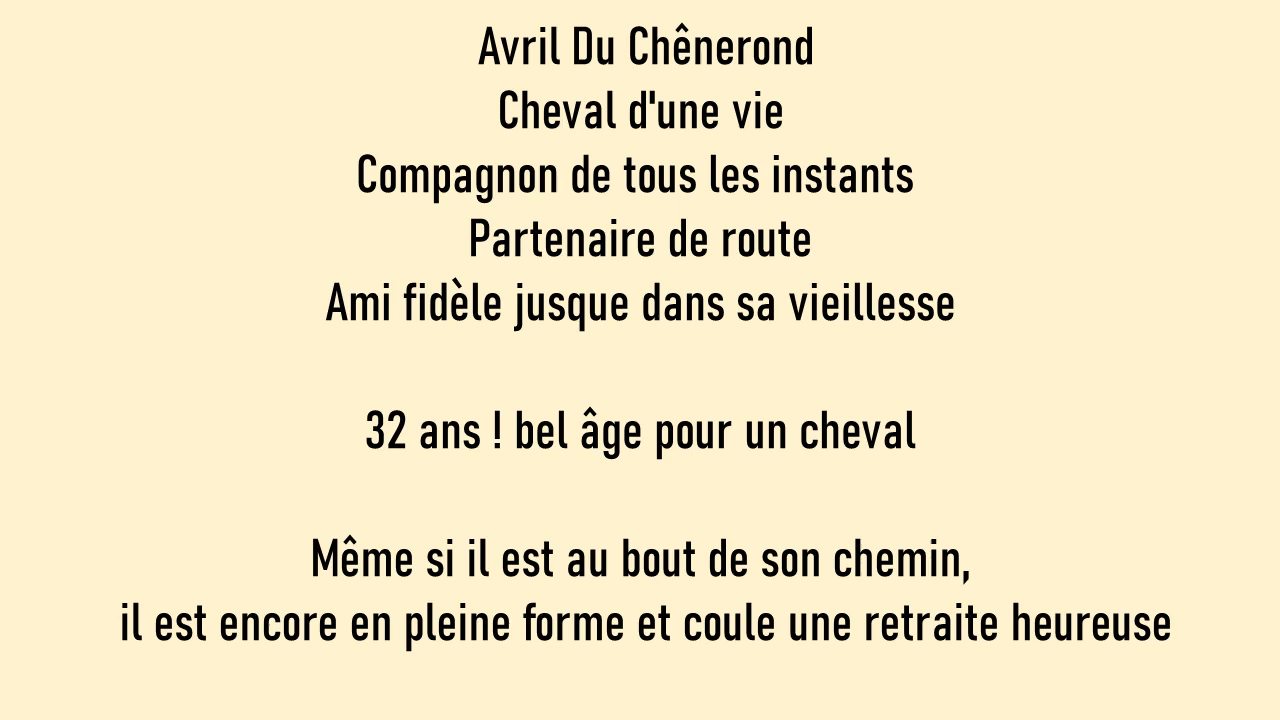 Avril Du Chênerond
Cheval d'une vie
Compagnon de tous les instants
Partenaire de route
Ami fidèle jusque dans sa vieillesse
32 ans ! bel âge pour un cheval
Même si il est au bout de son chemin,
il est encore en pleine forme et coule une retraite heureuse